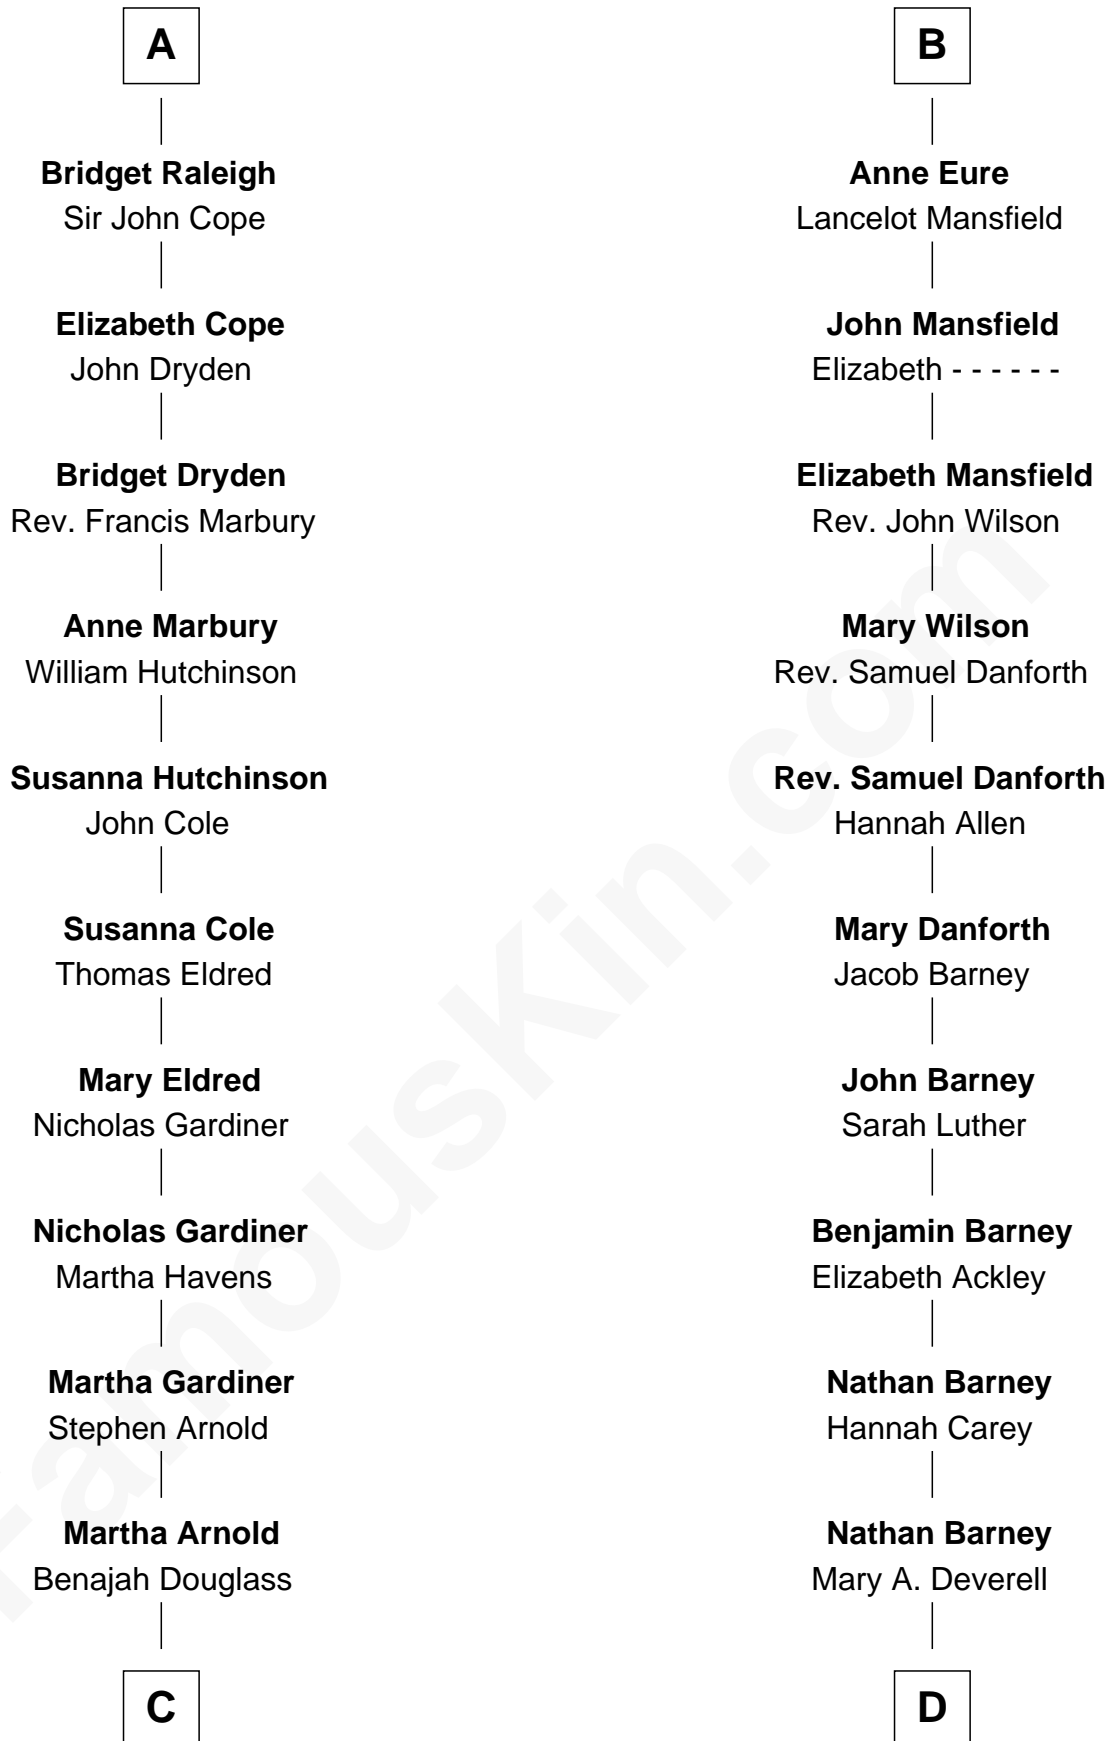 A
Bridget Raleigh
Sir John Cope
Elizabeth Cope
John Dryden
Bridget Dryden
Rev. Francis Marbury
Anne Marbury
William Hutchinson
Susanna Hutchinson
John Cole
Susanna Cole
Thomas Eldred
Mary Eldred
Nicholas Gardiner
Nicholas Gardiner
Martha Havens
Martha Gardiner
Stephen Arnold
Martha Arnold
Benajah Douglass
C
B
Anne Eure
Lancelot Mansfield
John Mansfield
Elizabeth - - - - - -
Elizabeth Mansfield
Rev. John Wilson
Mary Wilson
Rev. Samuel Danforth
Rev. Samuel Danforth
Hannah Allen
Mary Danforth
Jacob Barney
John Barney
Sarah Luther
Benjamin Barney
Elizabeth Ackley
Nathan Barney
Hannah Carey
Nathan Barney
Mary A. Deverell
D
FamousKin.com